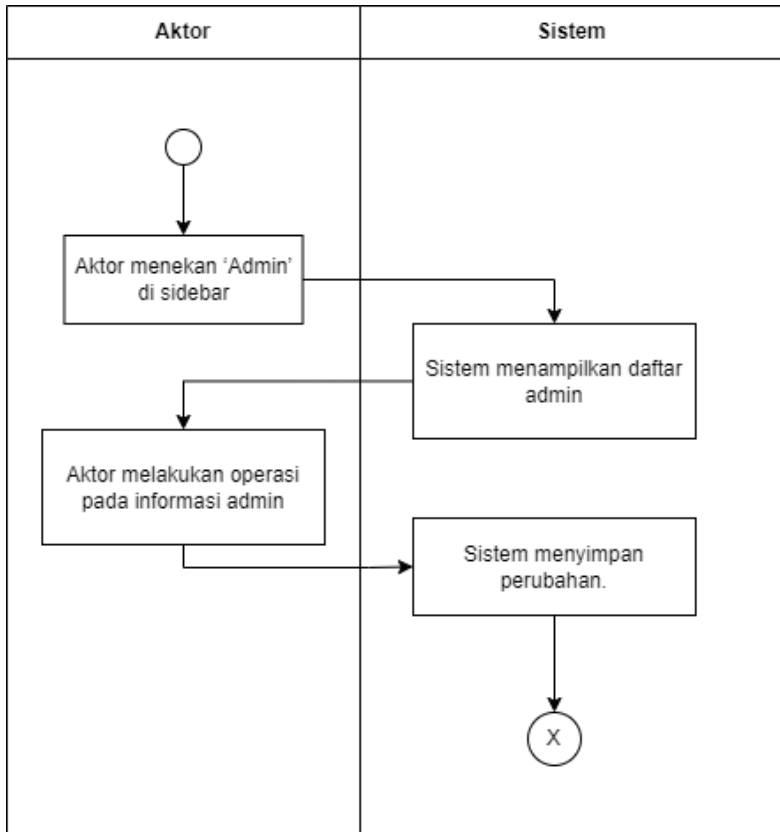 Aktor
Sistem
Aktor menekan ‘Admin’
di sidebar
Sistem menampilkan daftar
admin
Aktor melakukan operasi
pada informasi admin
Sistem menyimpan
perubahan.
X